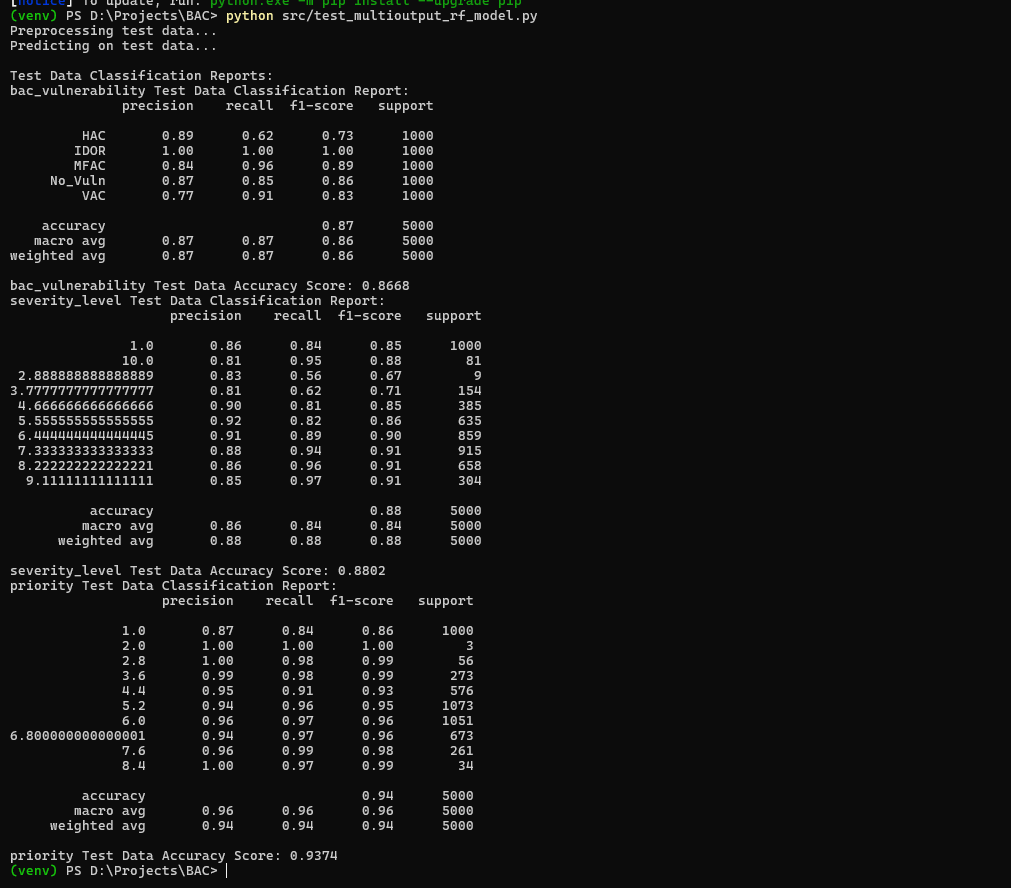 [notice] To update, run: python.exe -m pip install --upgrade pip
(venv) PS D:\Projects\BAC> python src/test_multioutput_rf_model.py
Preprocessing test data...
Predicting on test data...

Test Data Classification Reports:
bac_vulnerability Test Data Classification Report:
              precision    recall  f1-score   support

         HAC       0.89      0.62      0.73      1000
        IDOR       1.00      1.00      1.00      1000
        MFAC       0.84      0.96      0.89      1000
     No_Vuln       0.87      0.85      0.86      1000
         VAC       0.77      0.91      0.83      1000

    accuracy                           0.87      5000
   macro avg       0.87      0.87      0.86      5000
weighted avg       0.87      0.87      0.86      5000

bac_vulnerability Test Data Accuracy Score: 0.8668
severity_level Test Data Classification Report:
                    precision    recall  f1-score   support

               1.0       0.86      0.84      0.85      1000
              10.0       0.81      0.95      0.88        81
 2.888888888888889       0.83      0.56      0.67         9
3.7777777777777777       0.81      0.62      0.71       154
 4.666666666666666       0.90      0.81      0.85       385
 5.555555555555555       0.92      0.82      0.86       635
 6.444444444444445       0.91      0.89      0.90       859
 7.333333333333333       0.88      0.94      0.91       915
 8.222222222222221       0.86      0.96      0.91       658
  9.11111111111111       0.85      0.97      0.91       304

          accuracy                           0.88      5000
         macro avg       0.86      0.84      0.84      5000
      weighted avg       0.88      0.88      0.88      5000

severity_level Test Data Accuracy Score: 0.8802
priority Test Data Classification Report:
                   precision    recall  f1-score   support

              1.0       0.87      0.84      0.86      1000
              2.0       1.00      1.00      1.00         3
              2.8       1.00      0.98      0.99        56
              3.6       0.99      0.98      0.99       273
              4.4       0.95      0.91      0.93       576
              5.2       0.94      0.96      0.95      1073
              6.0       0.96      0.97      0.96      1051
6.800000000000001       0.94      0.97      0.96       673
              7.6       0.96      0.99      0.98       261
              8.4       1.00      0.97      0.99        34

         accuracy                           0.94      5000
        macro avg       0.96      0.96      0.96      5000
     weighted avg       0.94      0.94      0.94      5000

priority Test Data Accuracy Score: 0.9374
(venv) PS D:\Projects\BAC>